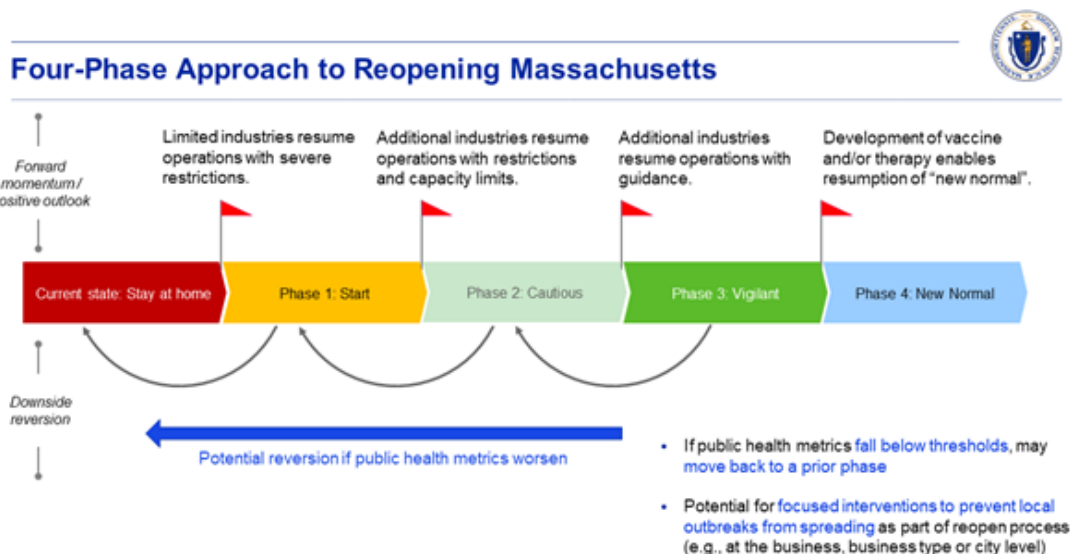 Four-Phase Approach to Reopening Massachusetts
Forward
momentum/
ositive outlook
Limited industries resume
operations with severe
restrictions.
Additional industries resume
operations with restrictions
and capacity limits.
Additional industries
resume operations with
guidance.
Development of vaccine
and/or therapy enables
resumption of “new normal”.
Current state: Stay at home
Phase 1: Start
Phase 2: Cautious
Phase 3: Vigilant
Phase 4: New Normal
Downside
reversion
Potential reversion if public health metrics worsen
• If public health metrics fall below thresholds, may
move back to a prior phase
• Potential for focused interventions to prevent local
outbreaks from spreading as part of reopen process
(e.g., at the business, business type or city level)